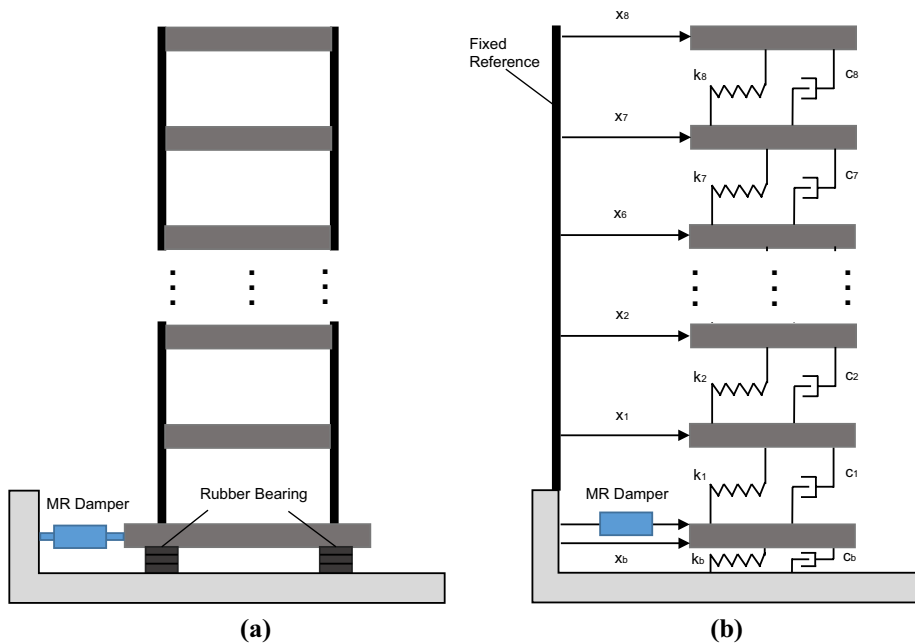 MR Damper
Rubber Bearing
(a)
Fixed
Reference
x8
k8
c8
x7
k7
c7
x6
x2
k2
c2
x1
k1
c1
MR Damper
xb
kb
cb
(b)